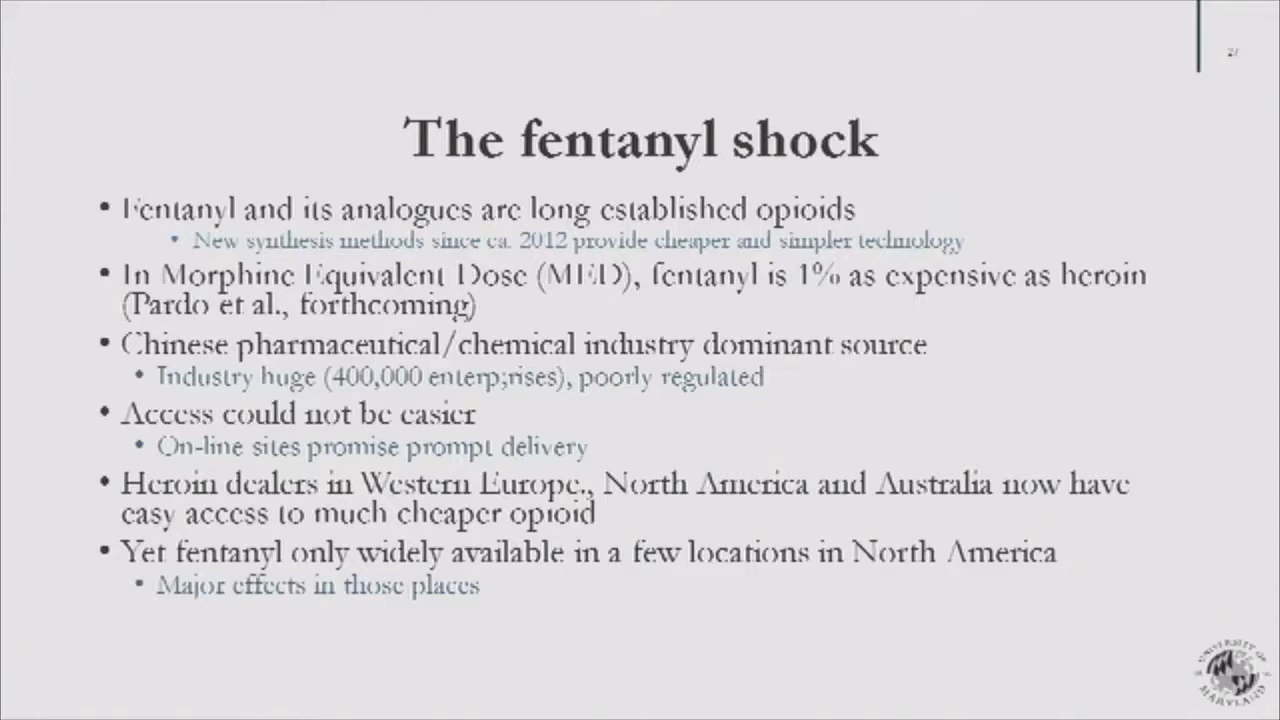 The fentanyl shock
• Fentanyl and its analogues are long established opioids
• New synthesis methods since ca. 2012 provide cheaper and simpler technology
• In Morphine Equivalent Dose (MED), fentanyl is 1% as expensive as heroin
(Pardo et al., forthcoming)
• Chinese pharmaceutical/chemical industry dominant source
• Industry huge (400,000 enterp;rises), poorly regulated
• Access could not be easier
• On-line sites promise prompt delivery
• Heroin dealers in Western Europe., North America and Australia now have
easy access to much cheaper opioid
• Yet fentanyl only widely available in a few locations in North America
• Major effects in those places
UNIVERSITY OF
MARYLAND